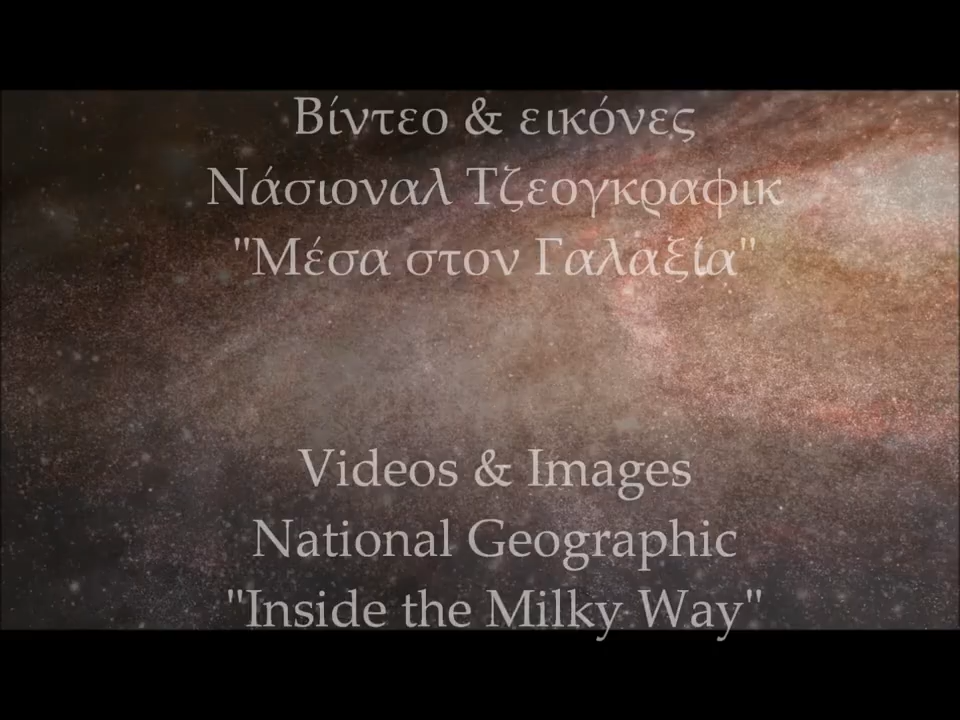 Βίντεο & εικόνες
Νάσιοναλ Τζεογκραφικ
"Μέσα στον Γαλαξία"
Videos & Images
National Geographic
"Inside the Milky Way"